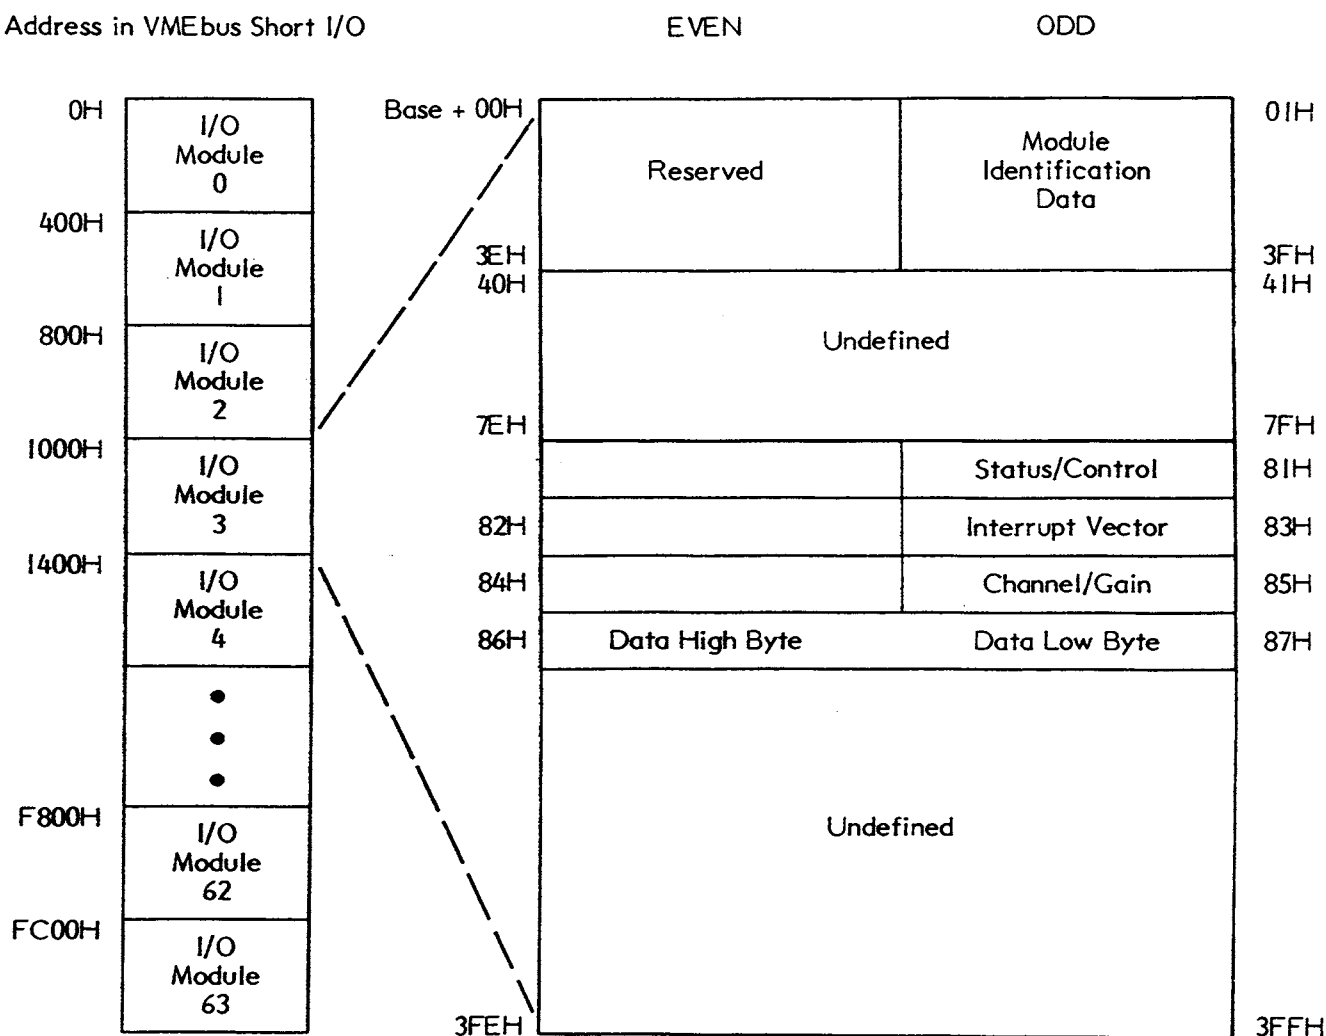 Address in VMEbus Short I/O
EVEN
ODD
0H
I/O
Module
0
400H
I/O
Module
1
800H
I/O
Module
2
1000H
I/O
Module
3
1400H
I/O
Module
4
F800H
I/O
Module
62
FC00H
I/O
Module
63
Base + 00H
Reserved
Module
Identification
Data
01H
3EH
3FH
40H
41H
Undefined
7EH
7FH
Status/Control
81H
82H
Interrupt Vector
83H
84H
Channel/Gain
85H
86H
Data High Byte
Data Low Byte
87H
Undefined
3FEH
3FFH